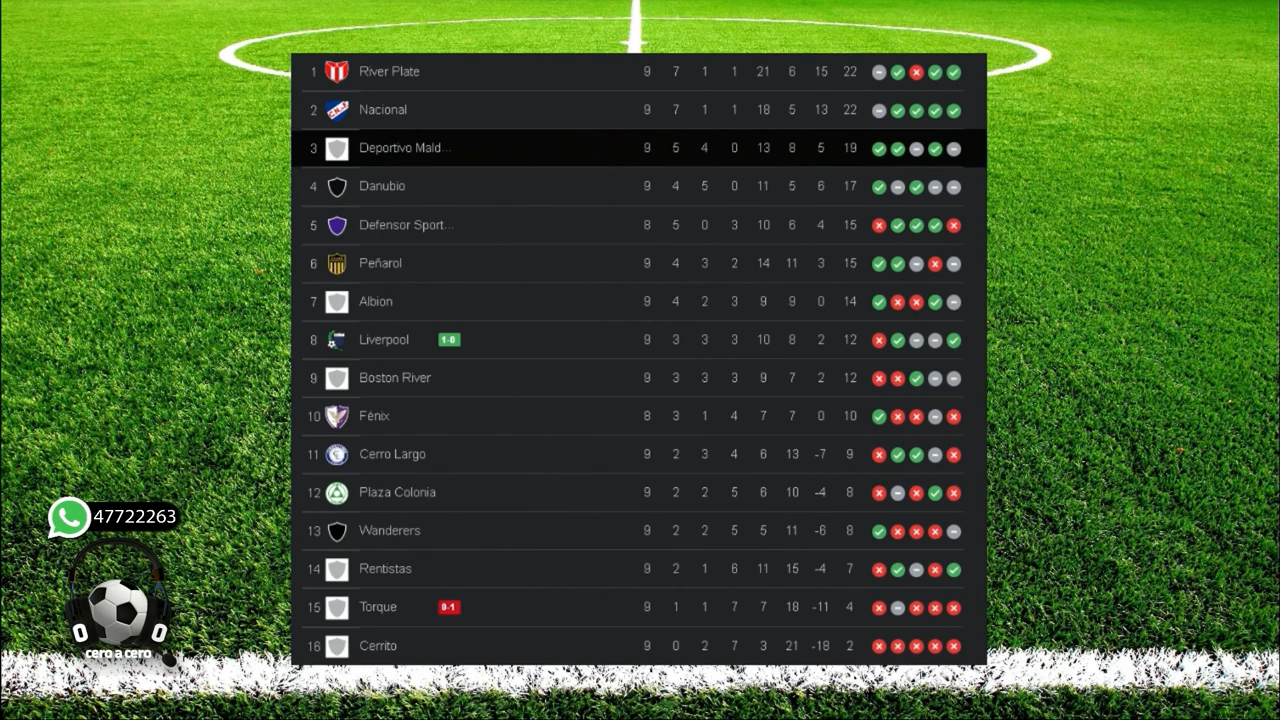 1 River Plate 9 7 1 1 21 6 15 22
2 Nacional 9 7 1 1 18 5 13 22
3 Deportivo Mald... 9 5 4 0 13 8 5 19
4 Danubio 9 4 5 0 11 5 6 17
5 Defensor Sport... 8 5 0 3 10 6 4 15
6 Peñarol 9 4 3 2 14 11 3 15
7 Albion 9 4 2 3 9 9 0 14
8 Liverpool 1-0 9 3 3 3 10 8 2 12
9 Boston River 9 3 3 3 9 7 2 12
10 Fénix 8 3 1 4 7 7 0 10
11 Cerro Largo 9 2 3 4 6 13 -7 9
12 Plaza Colonia 9 2 2 5 6 10 -4 8
13 Wanderers 9 2 2 5 5 11 -6 8
14 Rentistas 9 2 1 6 11 15 -4 7
15 Torque 0-1 9 1 1 7 7 18 -11 4
16 Cerrito 9 0 2 7 3 21 -18 2
47722263
0 0
cero a cero